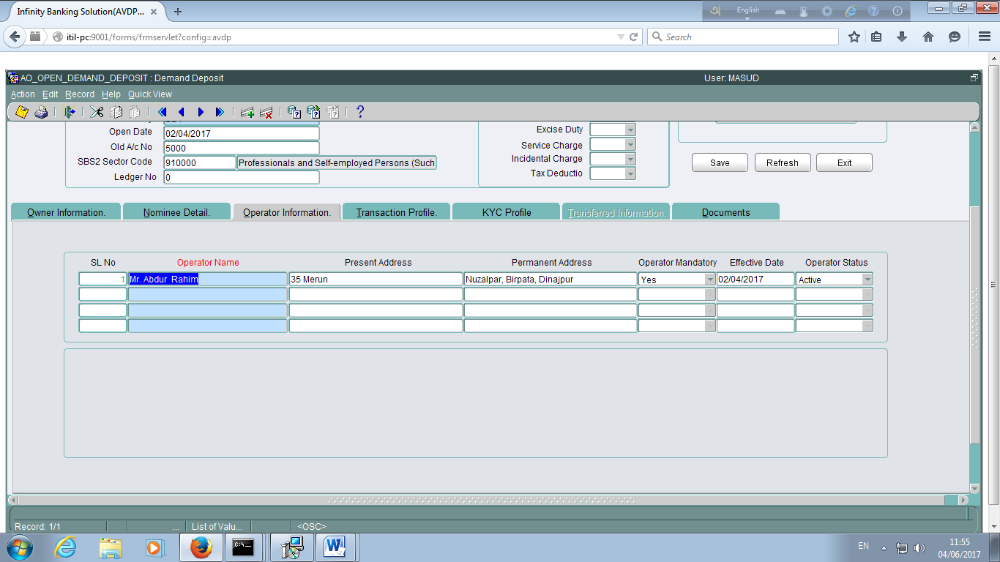 Infinity Banking Solution(AVDP...
English
itil-pc:9001/forms/frmservlet?config=avdp
Search
AO_OPEN_DEMAND_DEPOSIT : Demand Deposit
User: MASUD
Action Edit Record Help Quick View
Open Date 02/04/2017
Old A/c No 5000
SBS2 Sector Code 910000 Professionals and Self-employed Persons (Such
Ledger No 0
Excise Duty
Service Charge
Incidental Charge
Tax Deductio
Save Refresh Exit
Owner Information. Nominee Detail. Operator Information. Transaction Profile. KYC Profile Transferred Information. Documents
SL No Operator Name Present Address Permanent Address Operator Mandatory Effective Date Operator Status
1 Mr. Abdur Rahim 35 Merun Nuzalpar, Birpata, Dinajpur Yes 02/04/2017 Active
Record: 1/1 ... List of Valu... <OSC>
EN
11:55
04/06/2017